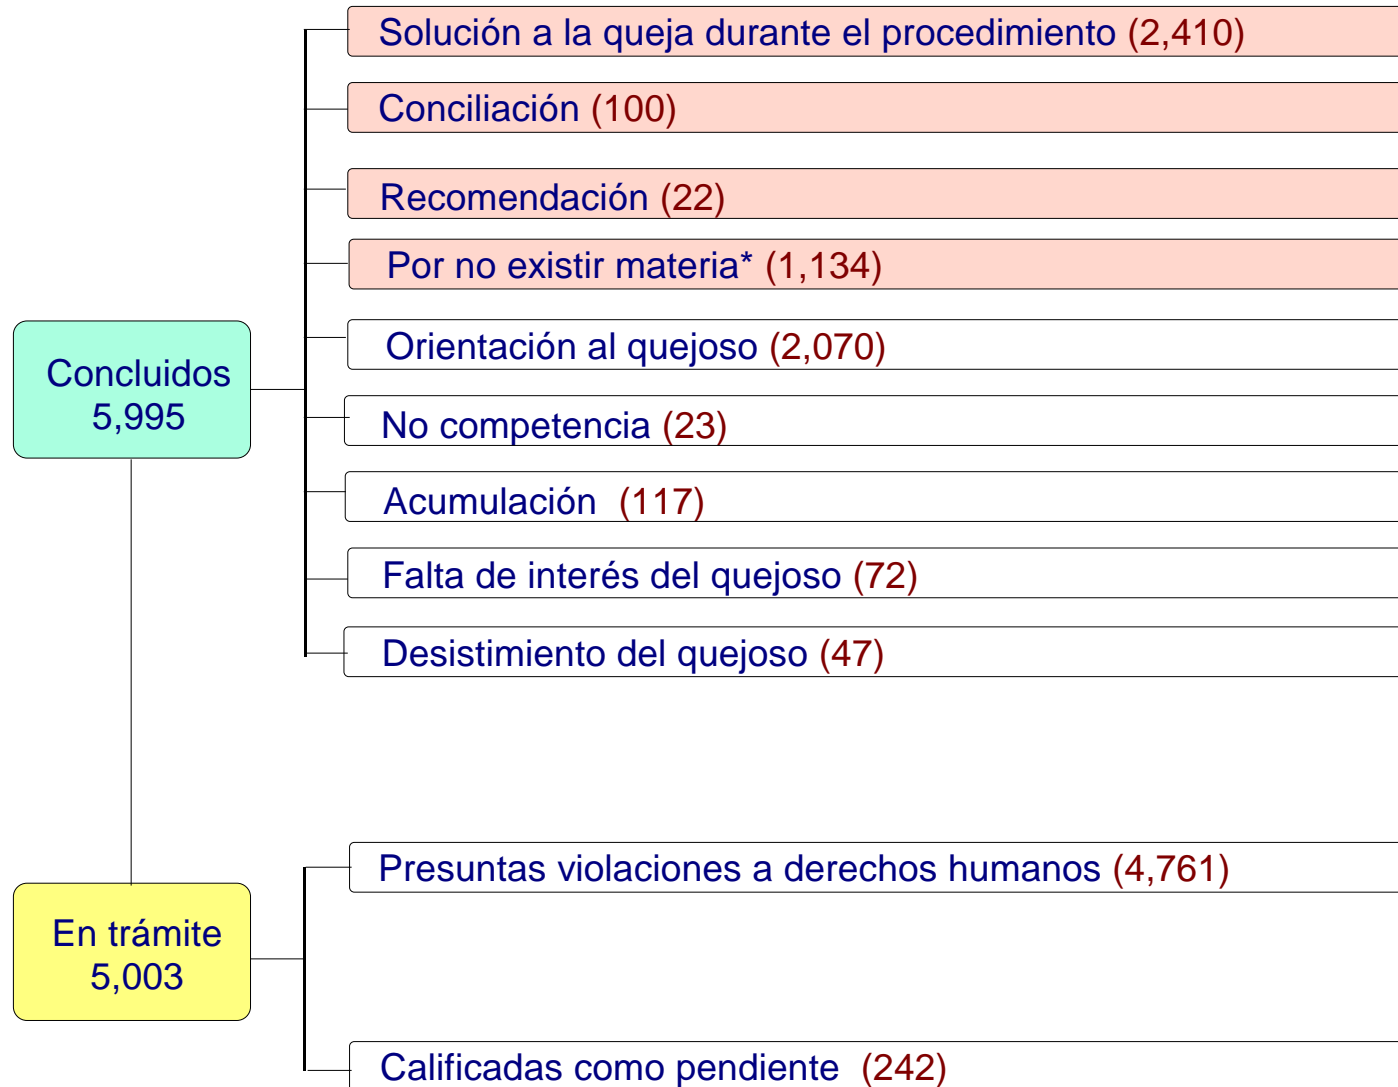 Solución a la queja durante el procedimiento (2,410)
Conciliación (100)
Recomendación (22)
Por no existir materia* (1,134)
Orientación al quejoso (2,070)
Concluidos
5,995
No competencia (23)
Acumulación (117)
Falta de interés del quejoso (72)
Desistimiento del quejoso (47)
Presuntas violaciones a derechos humanos (4,761)
En trámite
5,003
Calificadas como pendiente (242)